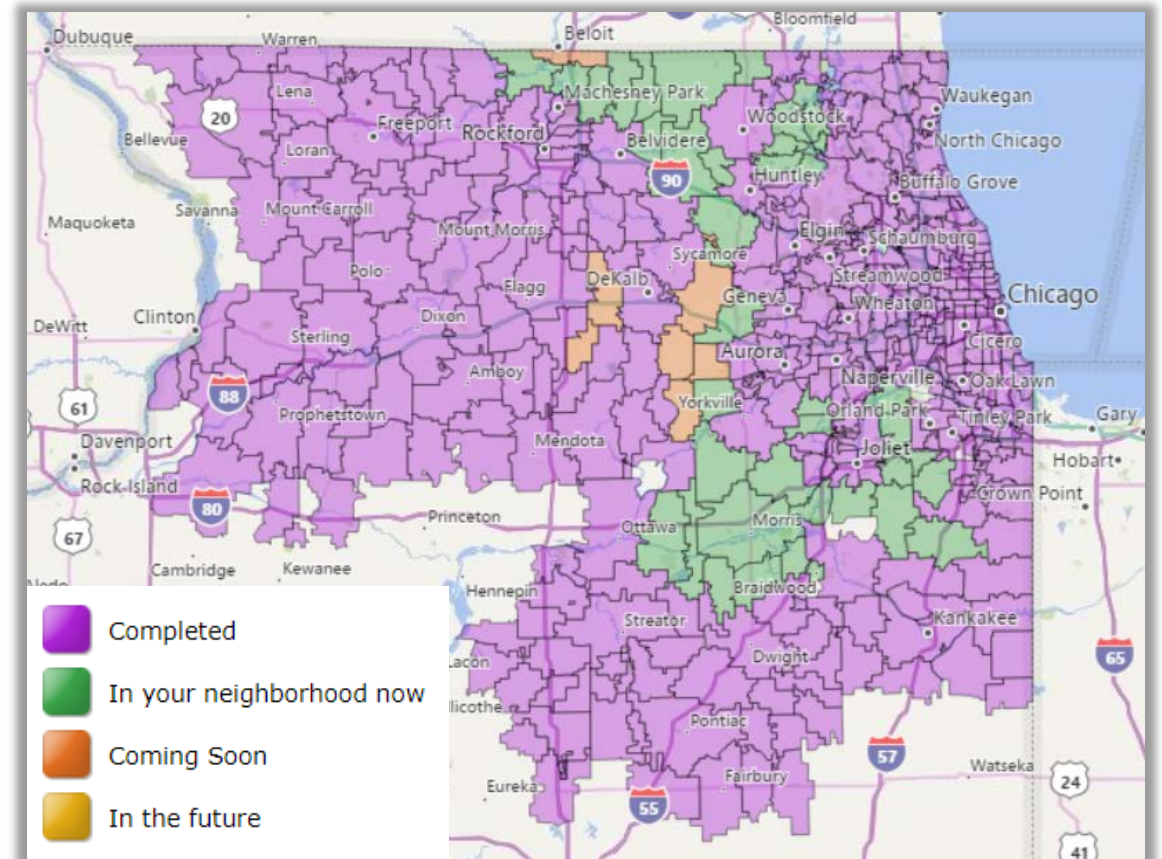 Bloomfield
Dubuque
Warren
Beloit
Lena
Machesney Park
Waukegan
20
Freeport
Rockford
Woodstock
Bellevue
Loran
Belvidere
North Chicago
90
Huntley
Buffalo Grove
Maquoketa
Savanna
Mount Carroll
Mount Morris
Elgin
Schaumburg
Sycamore
Polo
Flagg
DeKalb
Streamwood
Geneva
Wheaton
Chicago
DeWitt
Clinton
Dixon
Sterling
Cicero
Aurora
Amboy
Naperville
Oak Lawn
88
61
Prophetstown
Yorkville
Orland Park
Tinley Park
Gary
Davenport
Mendota
Joliet
Hobart
Rock Island
Crown Point
80
Princeton
Ottawa
Morris
67
Cambridge
Kewanee
Hennepin
Braidwood
Streator
Kankakee
Completed
Dwight
65
Lacon
In your neighborhood now
llicothe
Pontiac
Coming Soon
57
Watseka
Eureka
Fairbury
24
55
In the future
41